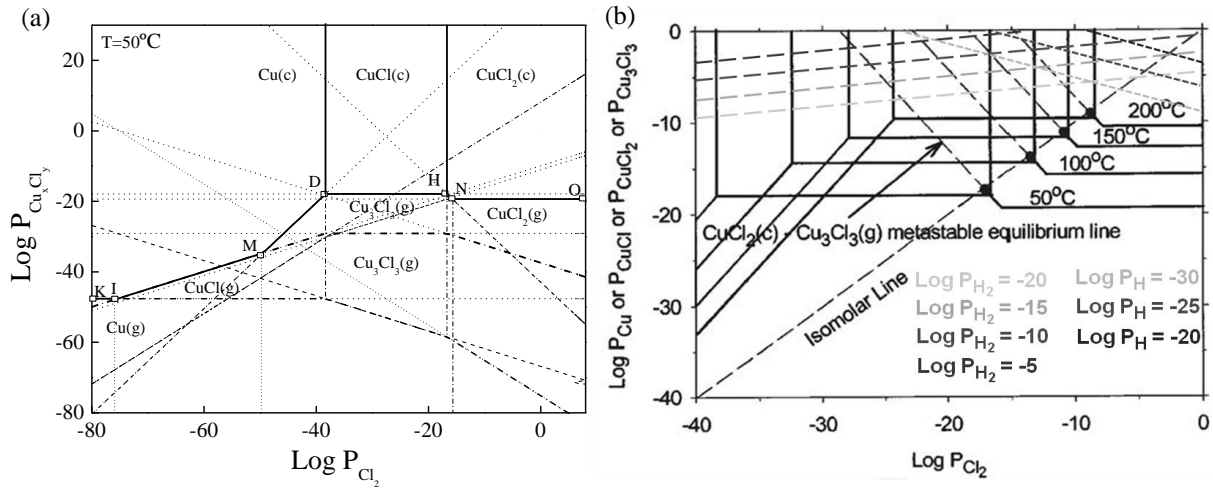 (a)
T=50°C
Cu(c)
CuCl(c)
CuCl2(c)
D
H
N
O
Cu3Cl3(g)
CuCl2(g)
M
Cu3Cl3(g)
K
I
CuCl(g)
Cu(g)
20
0
-20
-40
-60
-80
-80
-60
-40
-20
0
Log P CuxCly
Log P Cl2
(b)
0
-10
-20
-30
-40
-40
-30
-20
-10
0
Log PCu or PCuCl or PCuCl2 or PCu3Cl3
200°C
150°C
100°C
50°C
CuCl2(c) - Cu3Cl3(g) metastable equilibrium line
Isomolar Line
Log PH2 = -20
Log PH = -30
Log PH2 = -15
Log PH = -25
Log PH2 = -10
Log PH = -20
Log PH2 = -5
Log PCl2